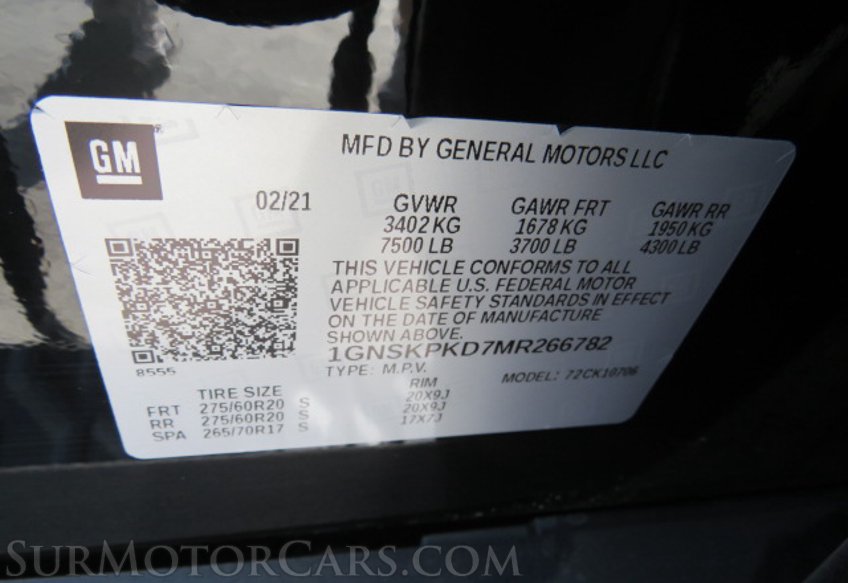 GM
MFD BY GENERAL MOTORS LLC
02/21 GVWR GAWR FRT GAWR RR
3402 KG 1678 KG 1950 KG
7500 LB 3700 LB 4300 LB
THIS VEHICLE CONFORMS TO ALL
APPLICABLE U.S. FEDERAL MOTOR
VEHICLE SAFETY STANDARDS IN EFFECT
ON THE DATE OF MANUFACTURE
SHOWN ABOVE.
1GNSKPKD7MR266782
8555
TYPE: M.P.V. MODEL: 72CK10706
TIRE SIZE RIM
FRT 275/60R20 S 20X9J
RR 275/60R20 S 20X9J
SPA 265/70R17 S 17X7J
SURMOTORCARS.COM